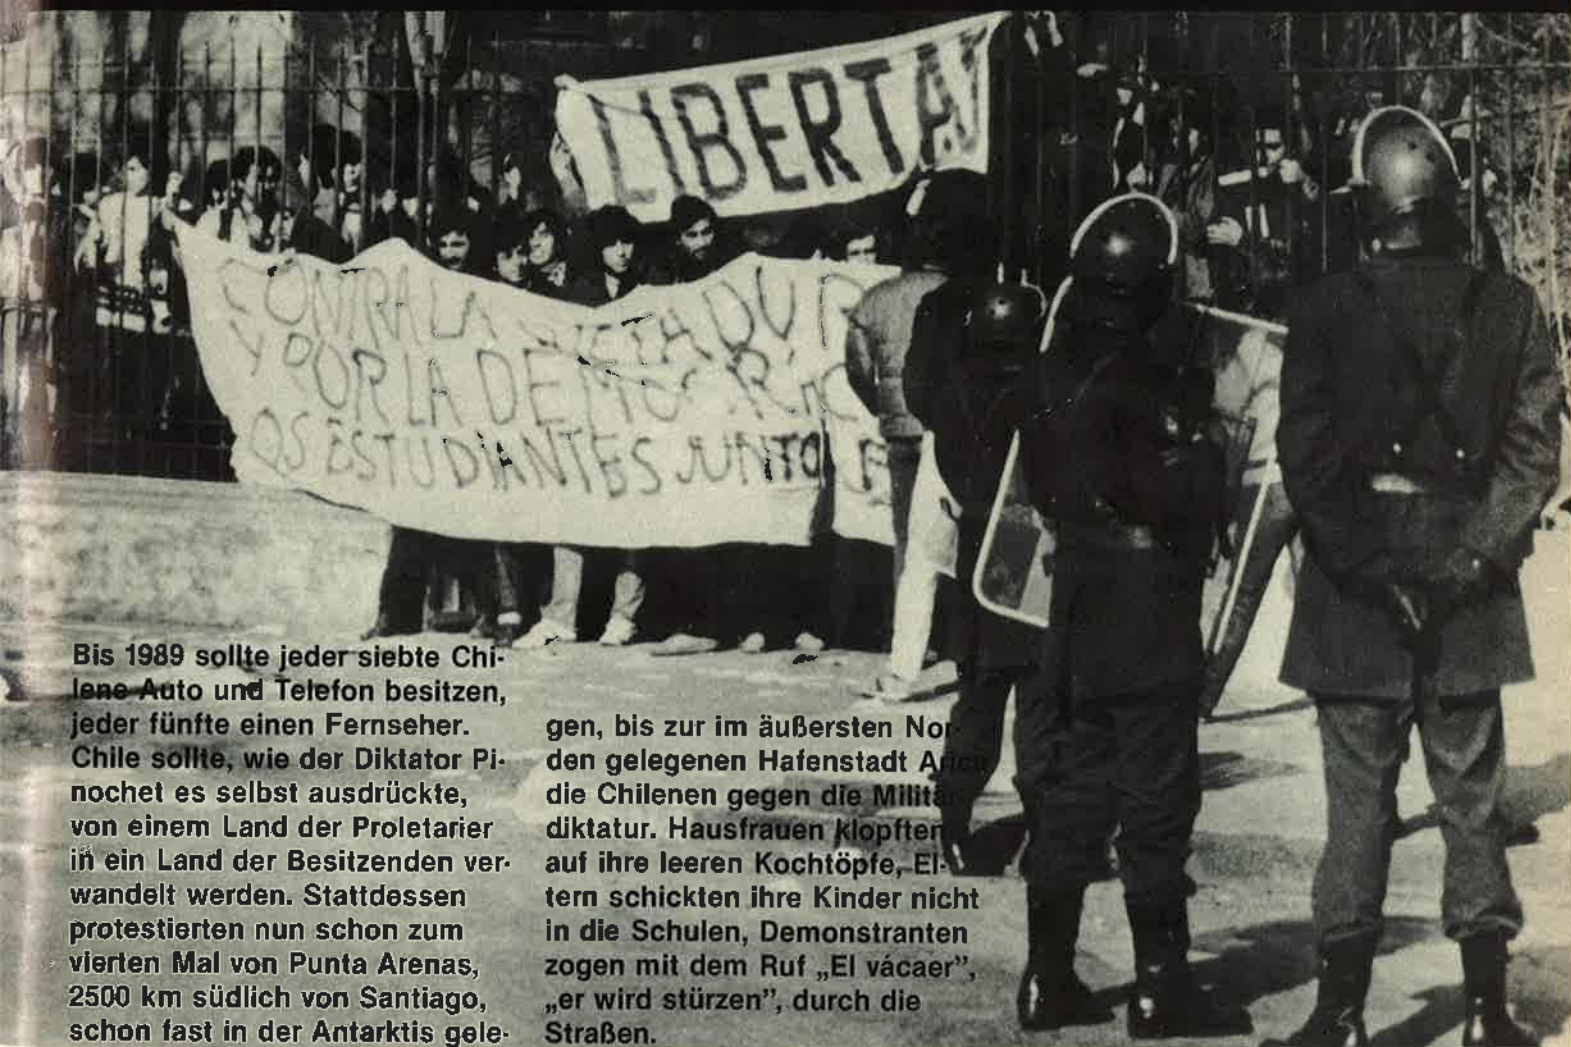 LIBERTA
CONTRA LA DICTADUR
Y POR LA DEMOCRAC
OS ESTUDIANTES JUNTO
Bis 1989 sollte jeder siebte Chi-
lene Auto und Telefon besitzen,
jeder fünfte einen Fernseher.
Chile sollte, wie der Diktator Pi-
nochet es selbst ausdrückte,
von einem Land der Proletarier
in ein Land der Besitzenden ver-
wandelt werden. Stattdessen
protestierten nun schon zum
vierten Mal von Punta Arenas,
2500 km südlich von Santiago,
schon fast in der Antarktis gele-
gen, bis zur im äußersten Nor-
den gelegenen Hafenstadt Arica
die Chilenen gegen die Militär-
diktatur. Hausfrauen klopften
auf ihre leeren Kochtöpfe, El-
tern schickten ihre Kinder nicht
in die Schulen, Demonstranten
zogen mit dem Ruf „El vácaer”,
„er wird stürzen”, durch die
Straßen.